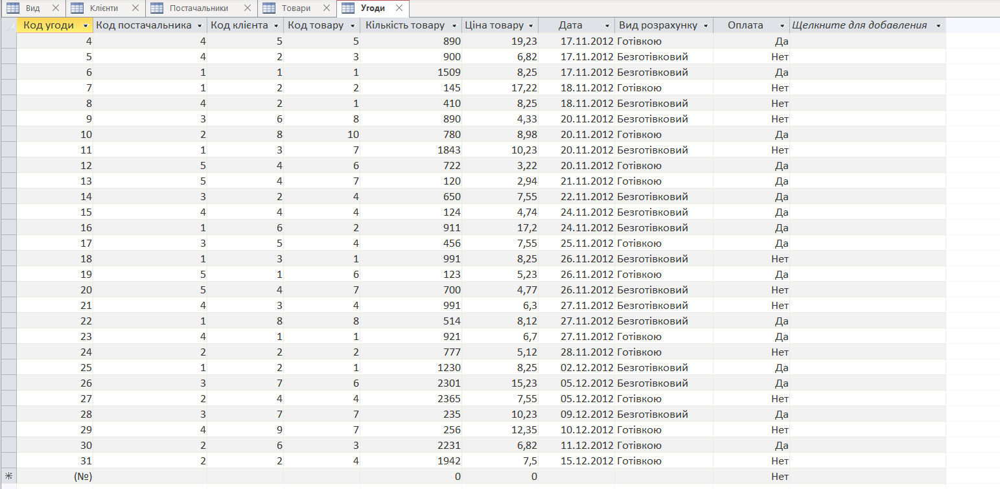 Вид Клієнти Постачальники Товари Угоди
Код угоди Код постачальника Код клієнта Код товару Кількість товару Ціна товару Дата Вид розрахунку Оплата Щелкните для добавления
4 4 5 5 890 19,23 17.11.2012 Готівкою Да
5 4 2 3 900 6,82 17.11.2012 Безготівковий Нет
6 1 1 1 1509 8,25 17.11.2012 Безготівковий Да
7 1 2 2 145 17,22 18.11.2012 Готівкою Нет
8 4 2 1 410 8,25 18.11.2012 Безготівковий Нет
9 3 6 8 890 4,33 20.11.2012 Безготівковий Нет
10 2 8 10 780 8,98 20.11.2012 Готівкою Да
11 1 3 7 1843 10,23 20.11.2012 Безготівковий Нет
12 5 4 6 722 3,22 20.11.2012 Готівкою Да
13 5 4 7 120 2,94 21.11.2012 Готівкою Да
14 3 2 4 650 7,55 22.11.2012 Безготівковий Да
15 4 4 4 124 4,74 24.11.2012 Безготівковий Да
16 1 6 2 911 17,2 24.11.2012 Безготівковий Да
17 3 5 4 456 7,55 25.11.2012 Готівкою Да
18 1 3 1 991 8,25 26.11.2012 Безготівковий Нет
19 5 1 6 123 5,23 26.11.2012 Готівкою Да
20 5 4 7 700 4,77 26.11.2012 Безготівковий Нет
21 4 3 4 991 6,3 27.11.2012 Безготівковий Нет
22 1 8 8 514 8,12 27.11.2012 Безготівковий Да
23 4 1 1 921 6,7 27.11.2012 Готівкою Да
24 2 2 2 777 5,12 28.11.2012 Готівкою Нет
25 1 2 1 1230 8,25 02.12.2012 Безготівковий Да
26 3 7 6 2301 15,23 05.12.2012 Безготівковий Да
27 2 4 4 2365 7,55 05.12.2012 Готівкою Нет
28 3 7 7 235 10,23 09.12.2012 Безготівковий Да
29 4 9 7 256 12,35 10.12.2012 Готівкою Нет
30 2 6 3 2231 6,82 11.12.2012 Готівкою Да
31 2 2 4 1942 7,5 15.12.2012 Готівкою Нет
(№) 0 0 Нет